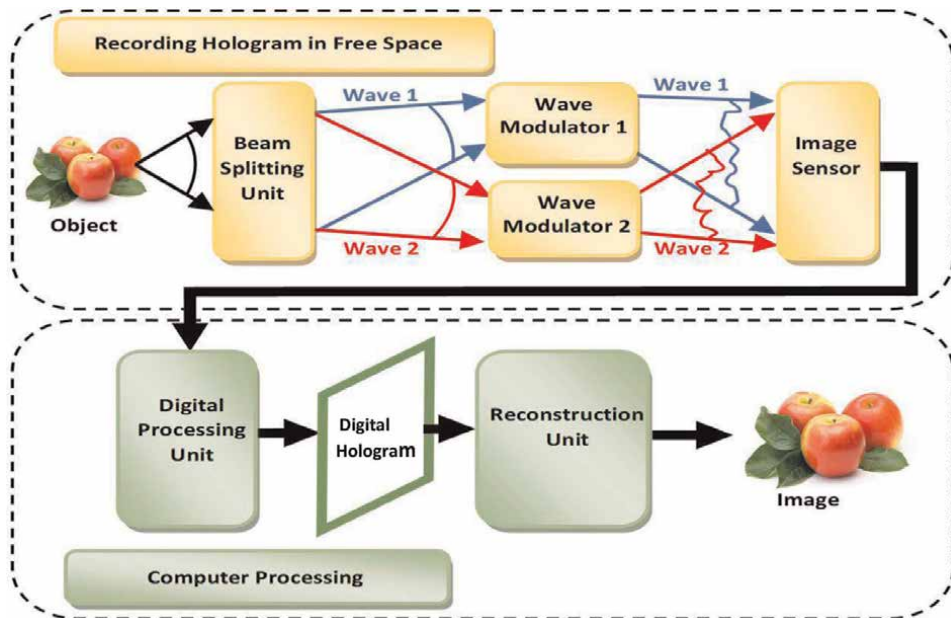 Recording Hologram in Free Space
Object
Beam
Splitting
Unit
Wave 1
Wave 2
Wave
Modulator 1
Wave
Modulator 2
Wave 1
Wave 2
Image
Sensor
Digital
Processing
Unit
Digital
Hologram
Reconstruction
Unit
Image
Computer Processing